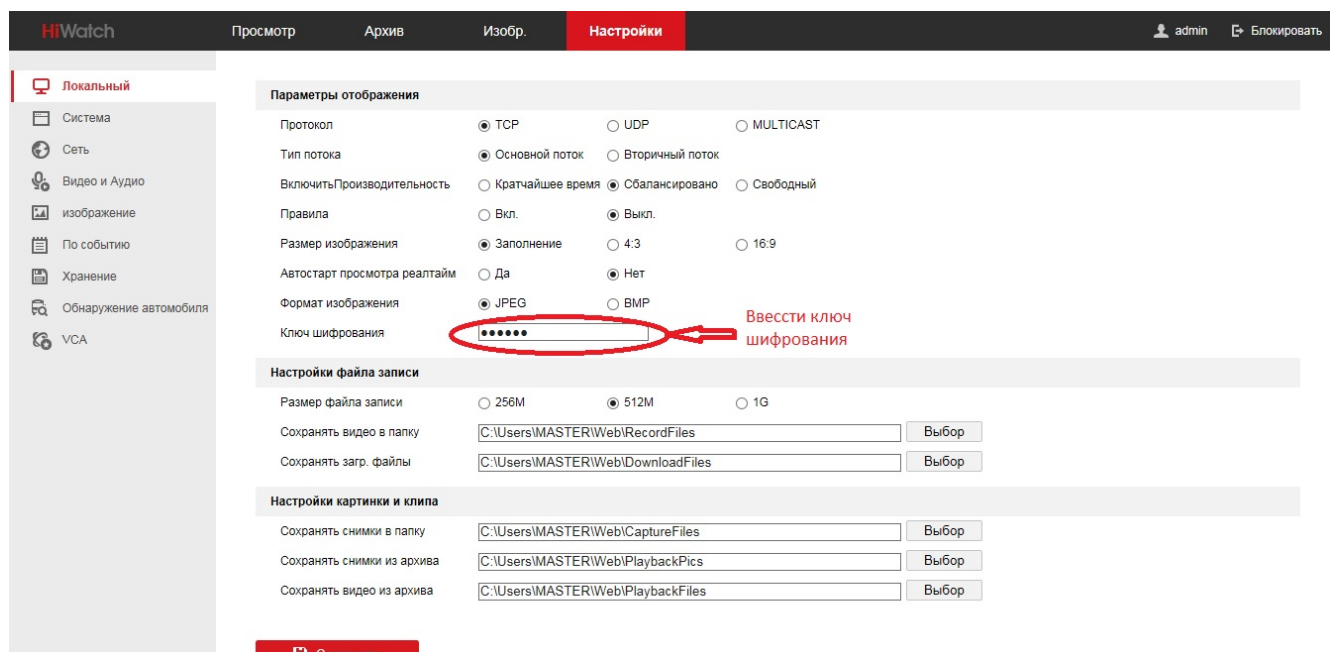 HiWatch Просмотр Архив Изобр. Настройки admin Блокировать
Локальный
Система
Сеть
Видео и Аудио
изображение
По событию
Хранение
Обнаружение автомобиля
VCA
Параметры отображения
Протокол TCP UDP MULTICAST
Тип потока Основной поток Вторичный поток
ВключитьПроизводительность Кратчайшее время Сбалансировано Свободный
Правила Вкл. Выкл.
Размер изображения Заполнение 4:3 16:9
Автостарт просмотра реалтайм Да Нет
Формат изображения JPEG BMP
Ключ шифрования ••••••
Ввессти ключ
шифрования
Настройки файла записи
Размер файла записи 256M 512M 1G
Сохранять видео в папку C:\Users\MASTER\Web\RecordFiles Выбор
Сохранять загр. файлы C:\Users\MASTER\Web\DownloadFiles Выбор
Настройки картинки и клипа
Сохранять снимки в папку C:\Users\MASTER\Web\CaptureFiles Выбор
Сохранять снимки из архива C:\Users\MASTER\Web\PlaybackPics Выбор
Сохранять видео из архива C:\Users\MASTER\Web\PlaybackFiles Выбор